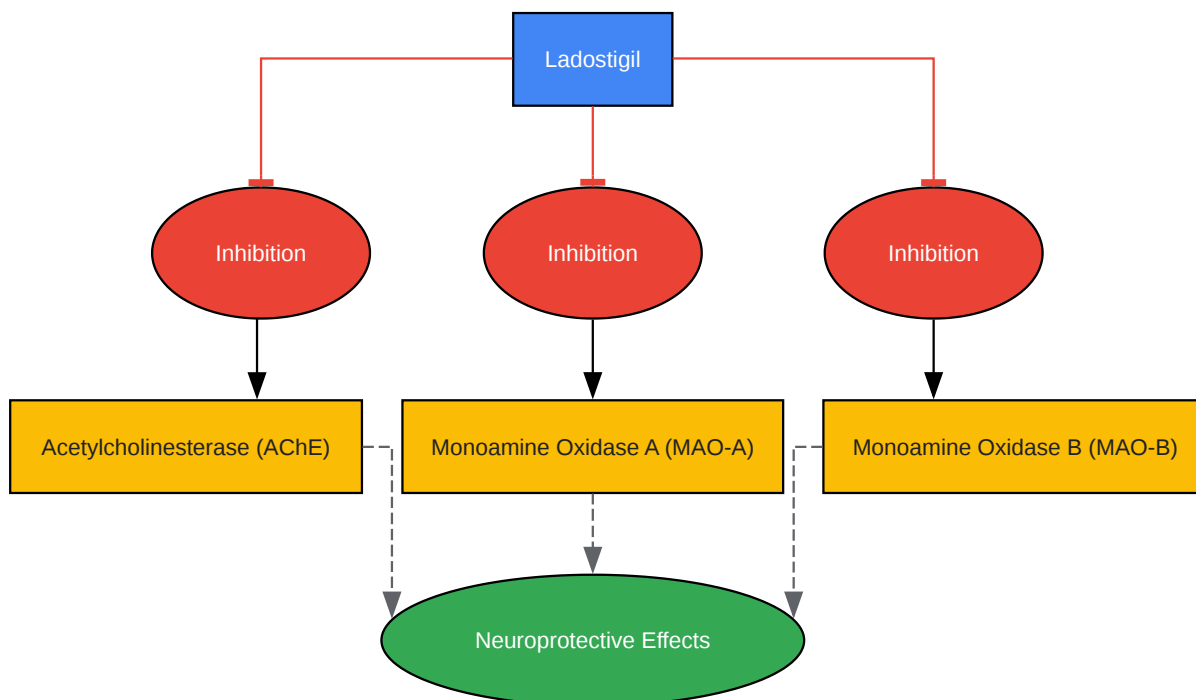 Ladostigil
Inhibition
Inhibition
Inhibition
Acetylcholinesterase (AChE)
Monoamine Oxidase A (MAO-A)
Monoamine Oxidase B (MAO-B)
Neuroprotective Effects